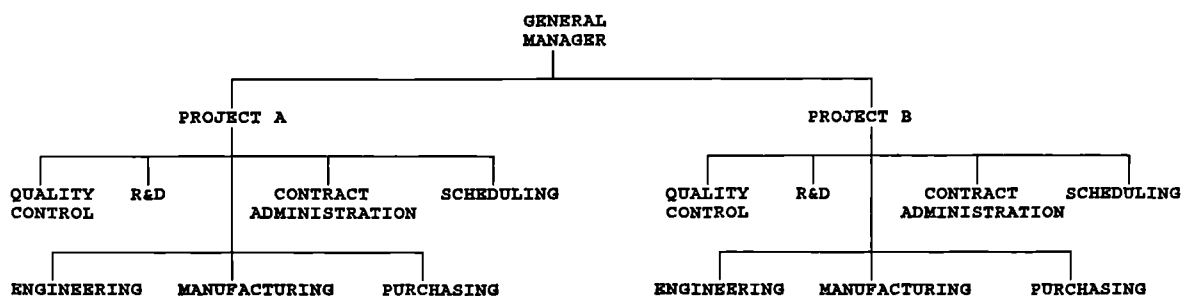 GENERAL
MANAGER
PROJECT A
PROJECT B
QUALITY
CONTROL
R&D
CONTRACT
ADMINISTRATION
SCHEDULING
QUALITY
CONTROL
R&D
CONTRACT
ADMINISTRATION
SCHEDULING
ENGINEERING
MANUFACTURING
PURCHASING
ENGINEERING
MANUFACTURING
PURCHASING